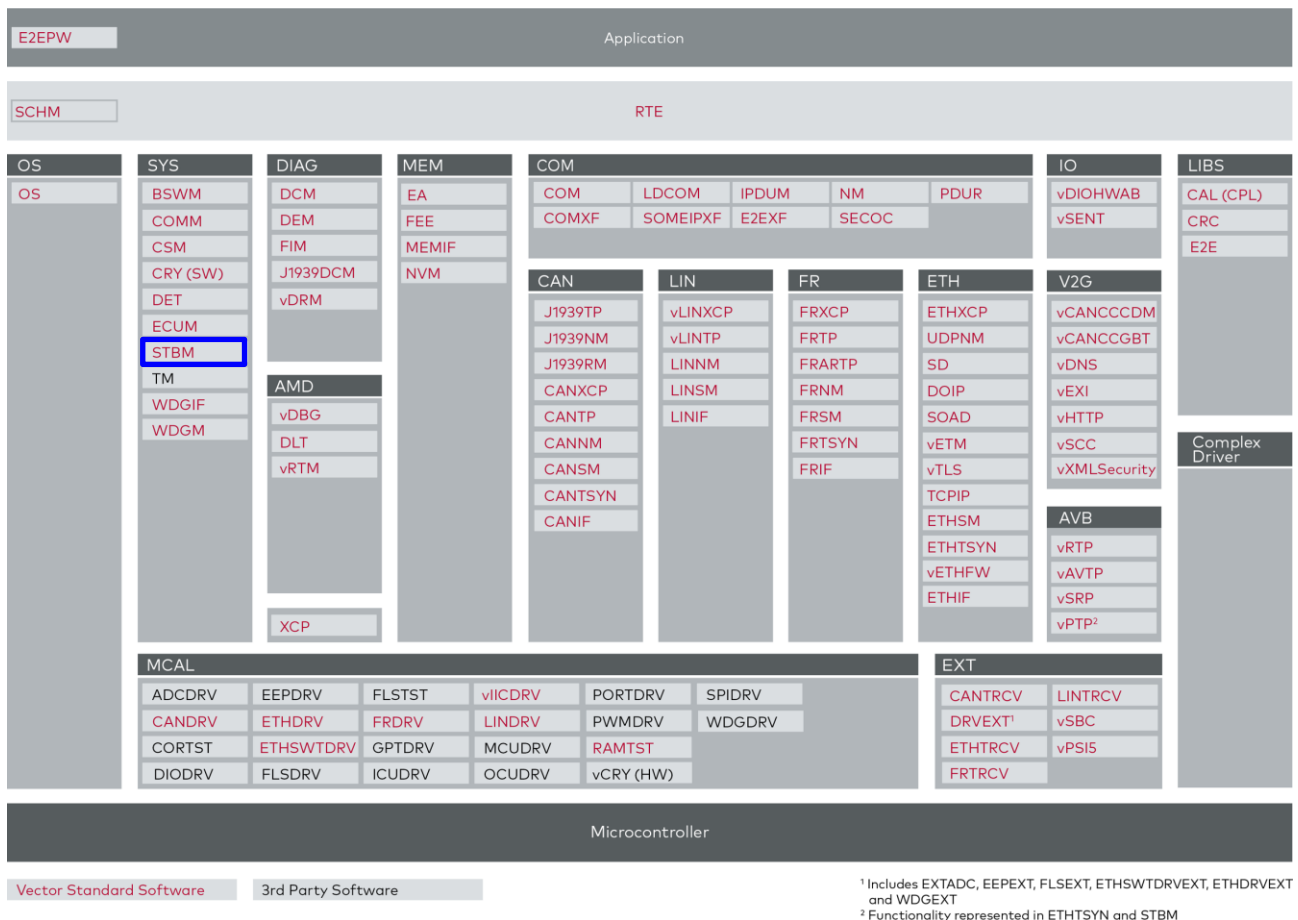 E2EPW
Application
SCHM
RTE
OS
OS
SYS
BSWM
COMM
CSM
CRY (SW)
DET
ECUM
STBM
TM
WDGIF
WDGM
DIAG
DCM
DEM
FIM
J1939DCM
vDRM
AMD
vDBG
DLT
vRTM
XCP
MEM
EA
FEE
MEMIF
NVM
COM
COM LDCOM IPDUM NM PDUR
COMXF SOMEIPXF E2EXF SECOC
CAN
J1939TP
J1939NM
J1939RM
CANXCP
CANTP
CANNM
CANSM
CANTSYN
CANIF
LIN
vLINXCP
vLINTP
LINNM
LINSM
LINIF
FR
FRXCP
FRTP
FRARTP
FRNM
FRSM
FRTSYN
FRIF
ETH
ETHXCP
UDPNM
SD
DOIP
SOAD
vETM
vTLS
TCPIP
ETHSM
ETHTSYN
vETHFW
ETHIF
IO
vDIOHWAB
vSENT
V2G
vCANCCCDM
vCANCCGBT
vDNS
vEXI
vHTTP
vSCC
vXMLSecurity
AVB
vRTP
vAVTP
vSRP
vPTP²
LIBS
CAL (CPL)
CRC
E2E
Complex
Driver
MCAL
ADCDRV EEPDRV FLSTST vIICDRV PORTDRV SPIDRV
CANDRV ETHDRV FRDRV LINDRV PWMDRV WDGDRV
CORTST ETHSWTDRV GPTDRV MCUDRV RAMTST
DIODRV FLSDRV ICUDRV OCUDRV vCRY (HW)
EXT
CANTRCV LINTRCV
DRVEXT¹ vSBC
ETHTRCV vPSI5
FRTRCV
Microcontroller
Vector Standard Software
3rd Party Software
¹ Includes EXTADC, EEPEXT, FLSEXT, ETHSWTDRVEXT, ETHDRVEXT
and WDGEXT
² Functionality represented in ETHTSYN and STBM